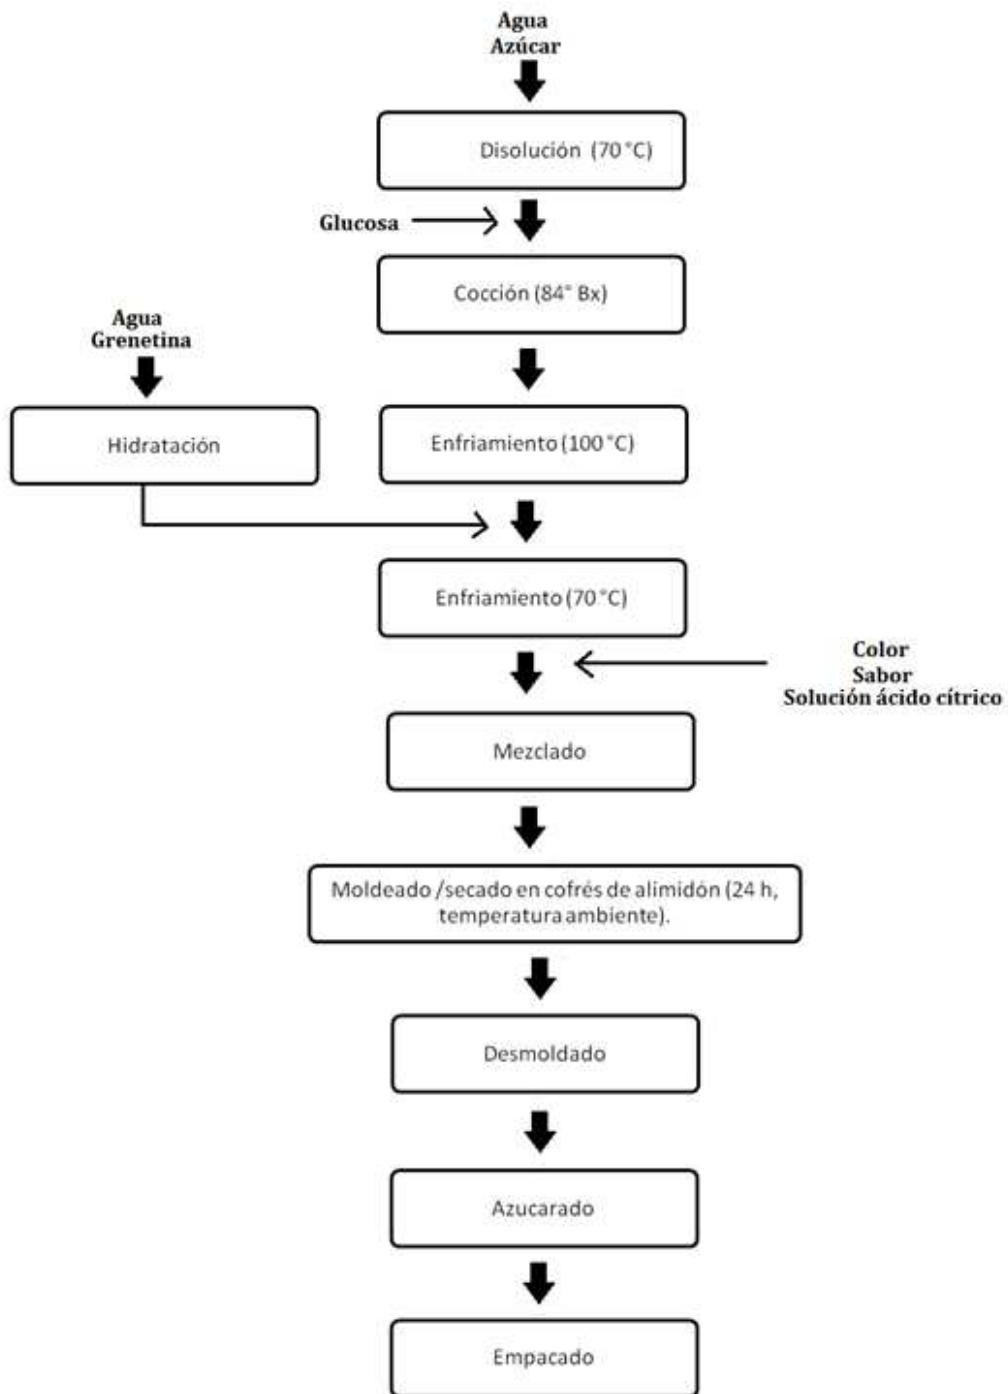 Agua
Azúcar
Disolución (70 °C)
Glucosa
Cocción (84° Bx)
Agua
Grenetina
Hidratación
Enfriamiento (100 °C)
Enfriamiento (70 °C)
Color
Sabor
Solución ácido cítrico
Mezclado
Moldeado /secado en cofrés de alimidón (24 h,
temperatura ambiente).
Desmoldado
Azucarado
Empacado